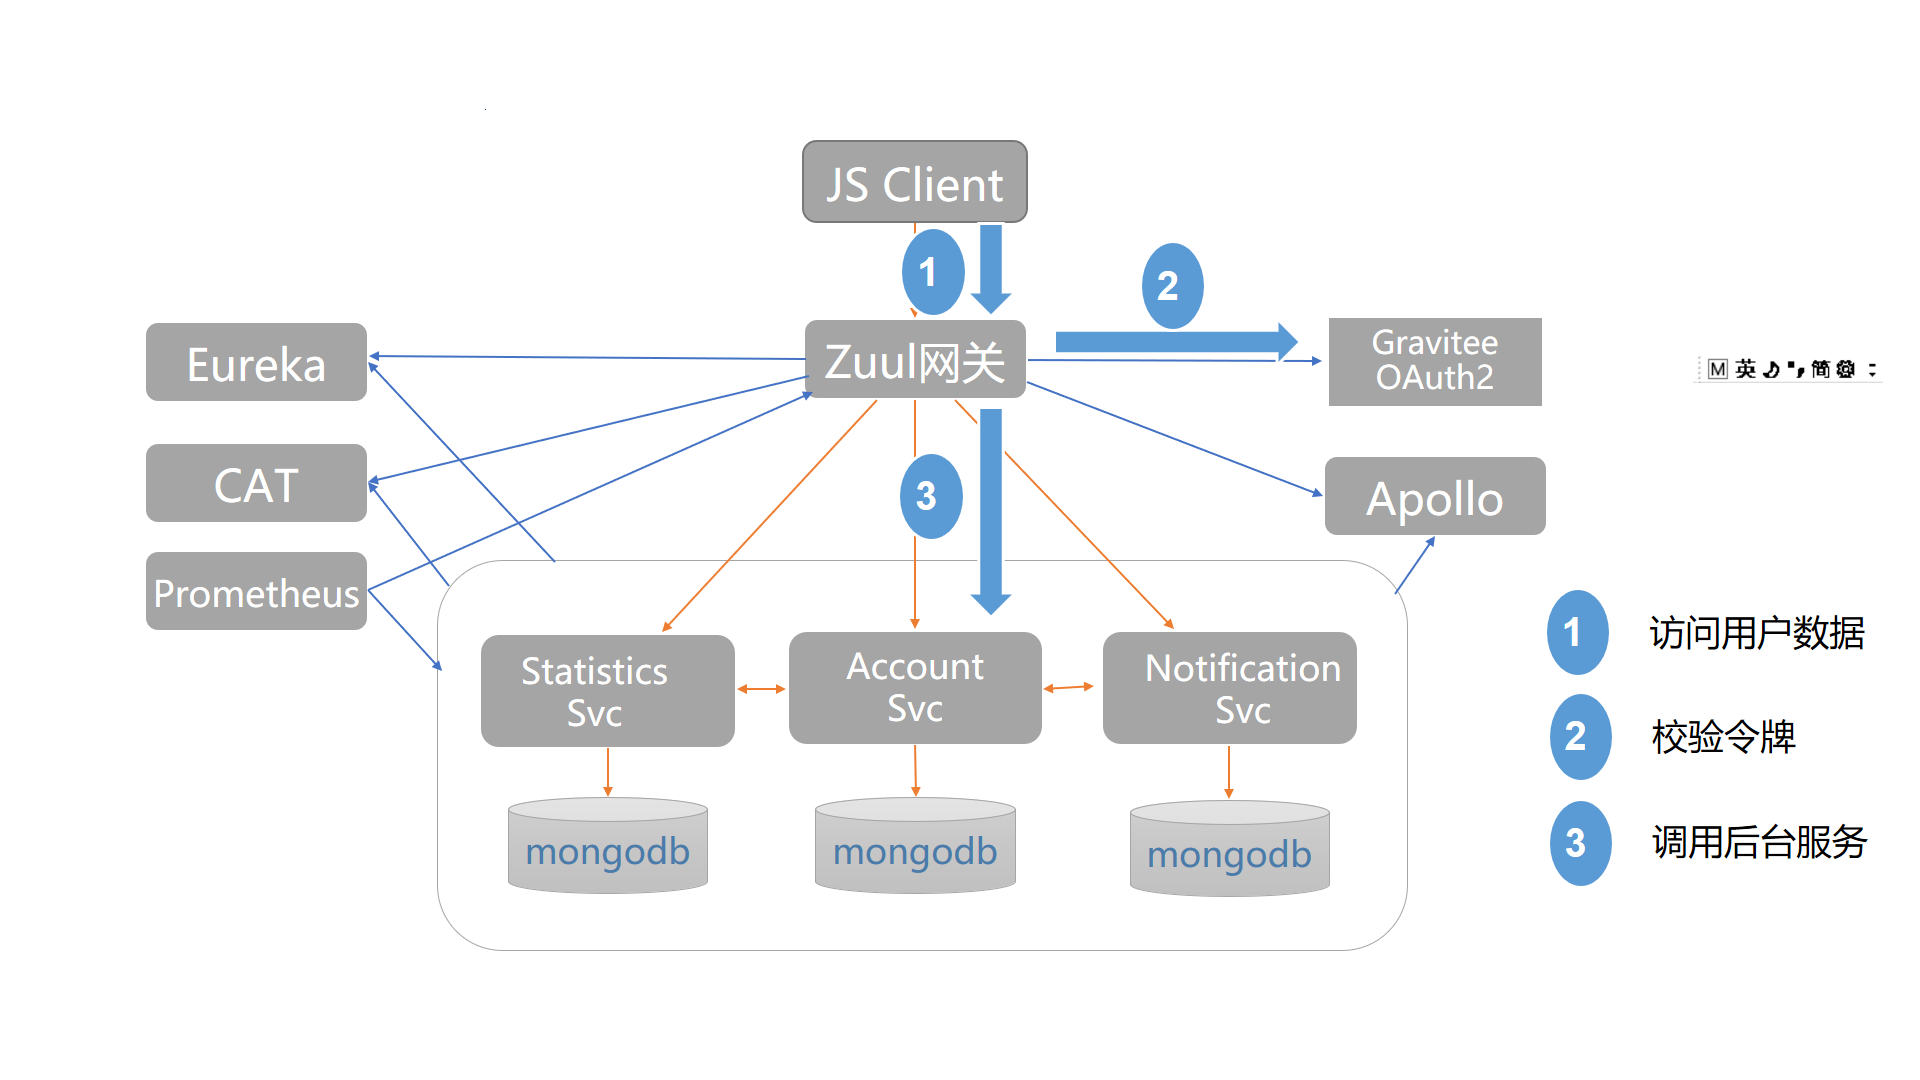 JS Client
1
2
Eureka
Zuul网关
Gravitee
OAuth2
M 英 简
CAT
3
Apollo
Prometheus
1 访问用户数据
Statistics
Svc
Account
Svc
Notification
Svc
2 校验令牌
mongodb
mongodb
mongodb
3 调用后台服务